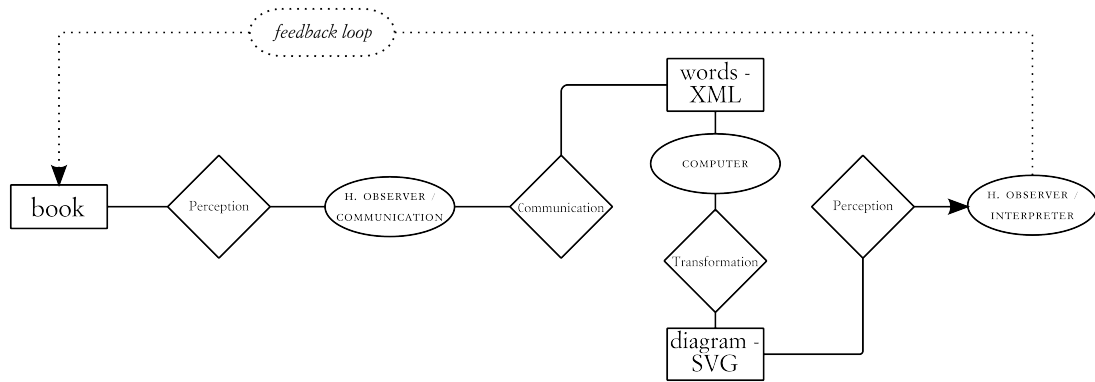 feedback loop
words -
XML
COMPUTER
book
Perception
H. OBSERVER /
COMMUNICATION
Communication
Transformation
Perception
H. OBSERVER /
INTERPRETER
diagram -
SVG